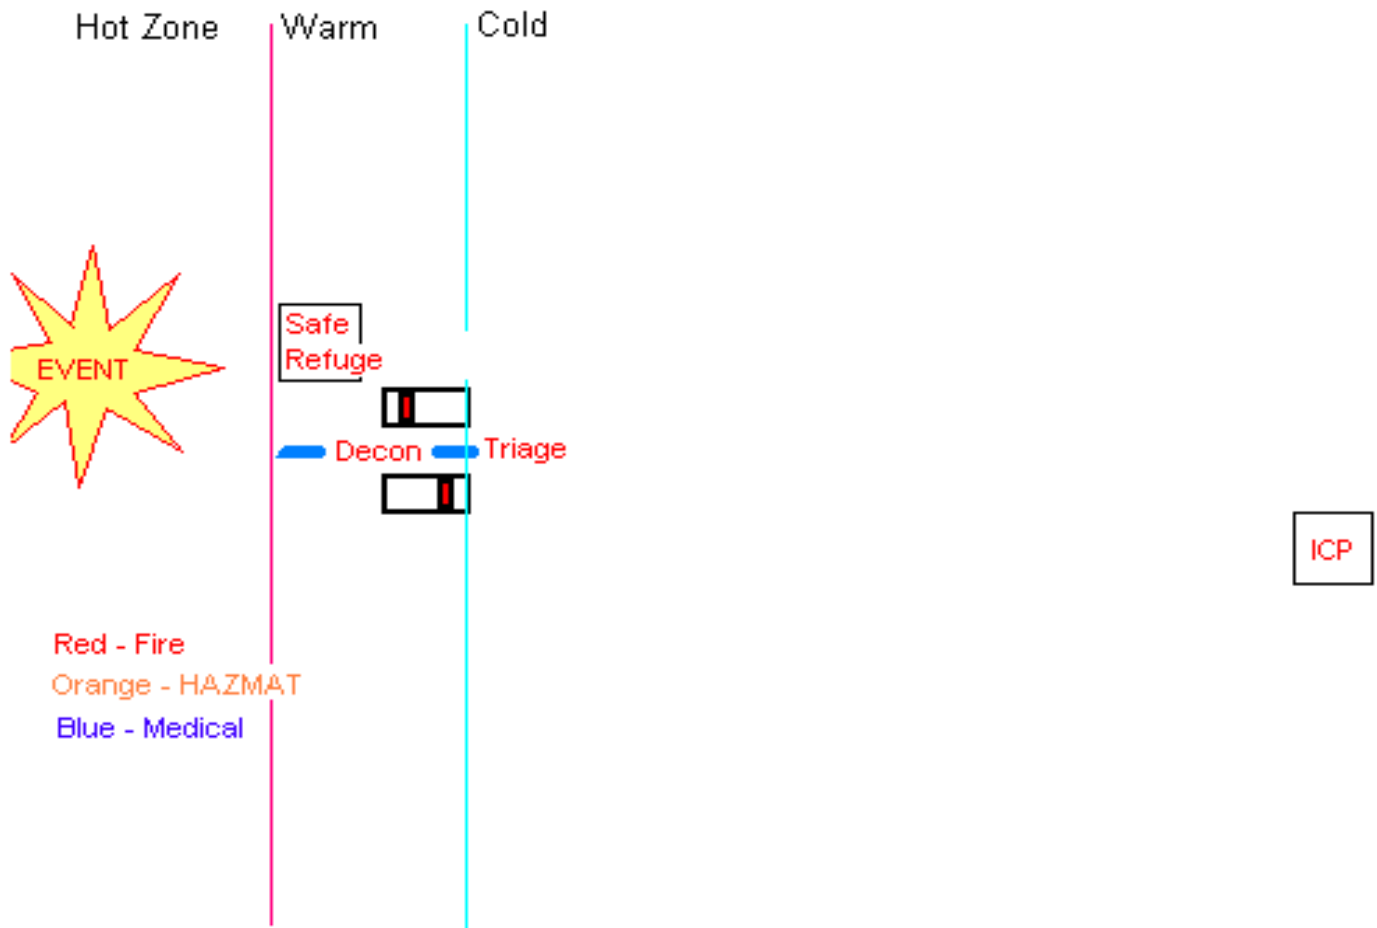 Hot Zone
Warm
Cold
Safe
Refuge
EVENT
Decon
Triage
ICP
Red - Fire
Orange - HAZMAT
Blue - Medical